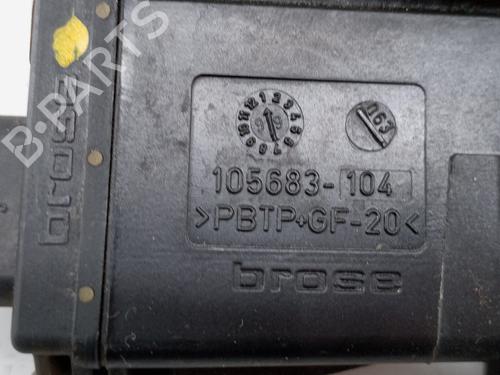 B-PARTS
brose
105683-104
>PBTP+GF-20<
brose